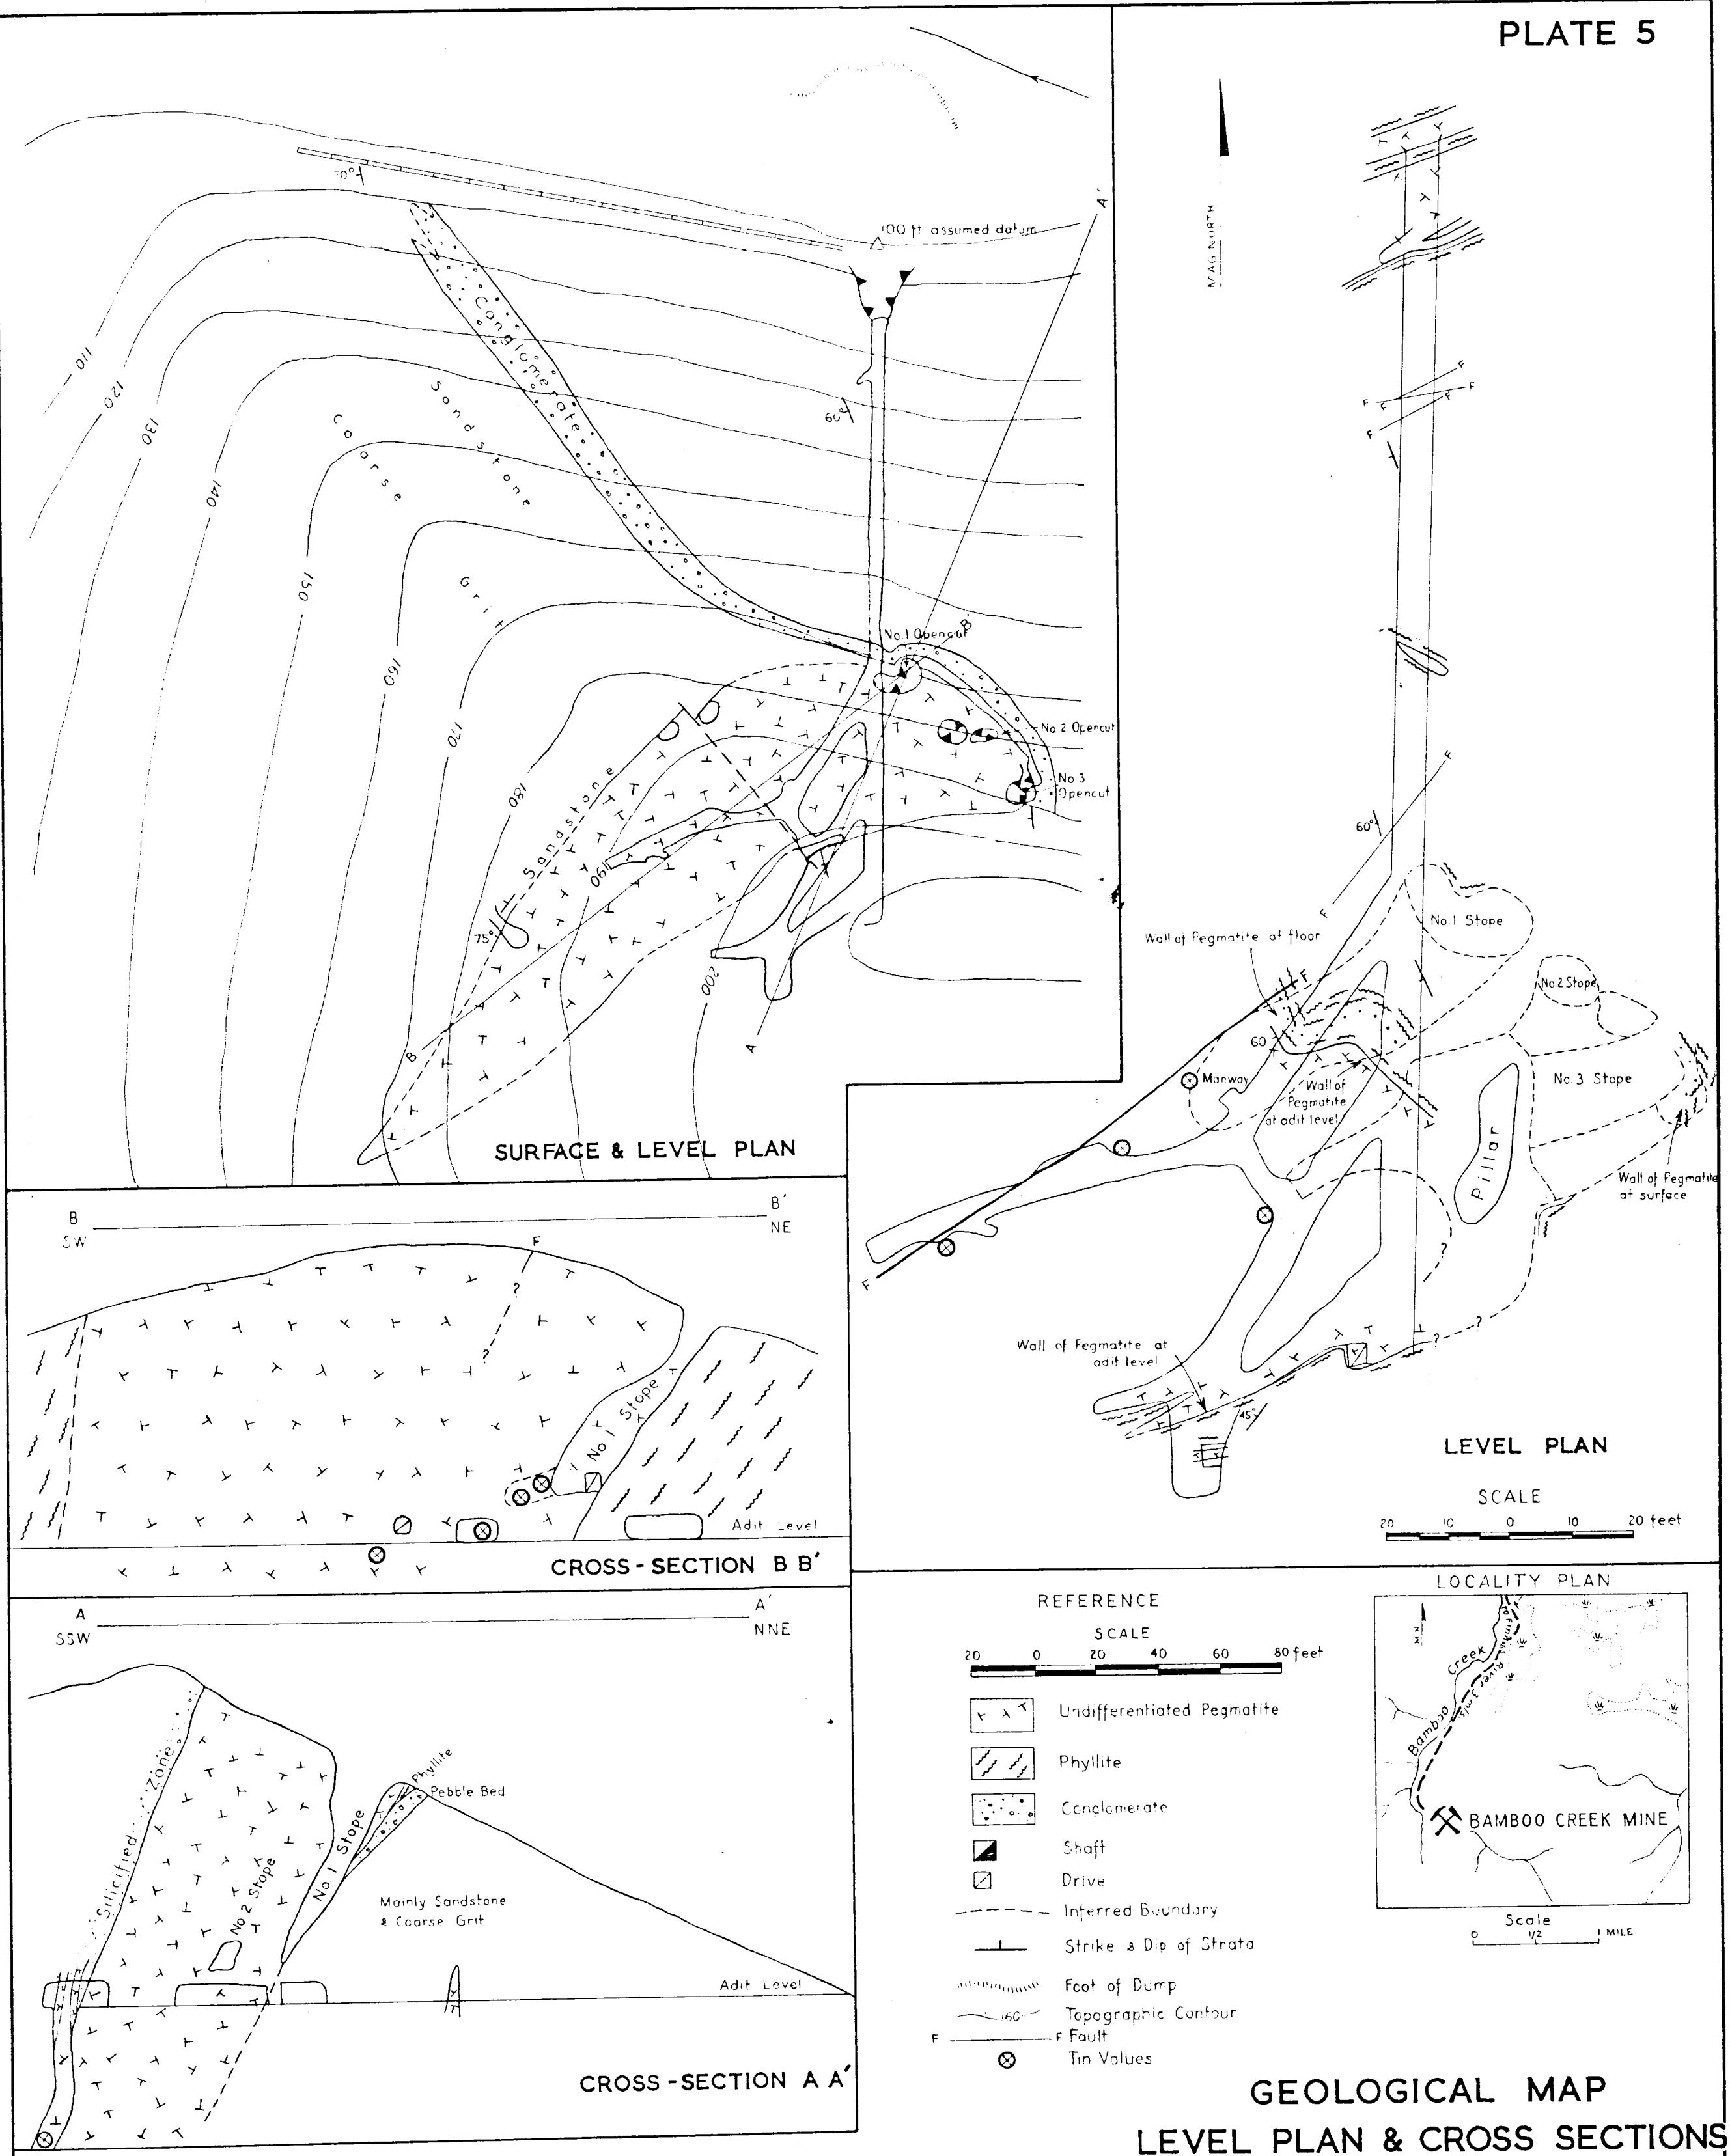 PLATE 5
100 ft assumed datum
A'
MAG NORTH
Conglomerate
Sandstone
Coarse
Grit
110
120
130
140
150
160
170
180
190
200
60°
No.1 Opencut
B'
No 2 Opencut
No 3
Opencut
Sandstone
75°
B
A
SURFACE & LEVEL PLAN
F
F
F
F
F
F
F
60°
F
No.1 Stope
Wall of Pegmatite at floor
No 2 Stope
F
60
Manway
Wall of
Pegmatite
at adit level
No. 3 Stope
Pillar
Wall of Pegmatite
at surface
?
F
? ?
Wall of Pegmatite at
adit level
45°
LEVEL PLAN
SCALE
20 10 0 10 20 feet
B
SW
B'
NE
F
?
?
No 1 Stope
Adit Level
CROSS-SECTION B B'
A
SSW
A'
NNE
Silicified Zone
Phyllite
Pebble Bed
No. 1 Stope
No 2 Stope
Mainly Sandstone
& Coarse Grit
Adit Level
CROSS-SECTION A A'
REFERENCE
SCALE
20 0 20 40 60 80 feet
Undifferentiated Pegmatite
Phyllite
Conglomerate
Shaft
Drive
Inferred Boundary
Strike & Dip of Strata
Foot of Dump
160 Topographic Contour
F F Fault
Tin Values
LOCALITY PLAN
M N
Bamboo Creek
BAMBOO CREEK MINE
Scale
0 1/2 1 MILE
GEOLOGICAL MAP
LEVEL PLAN & CROSS SECTIONS